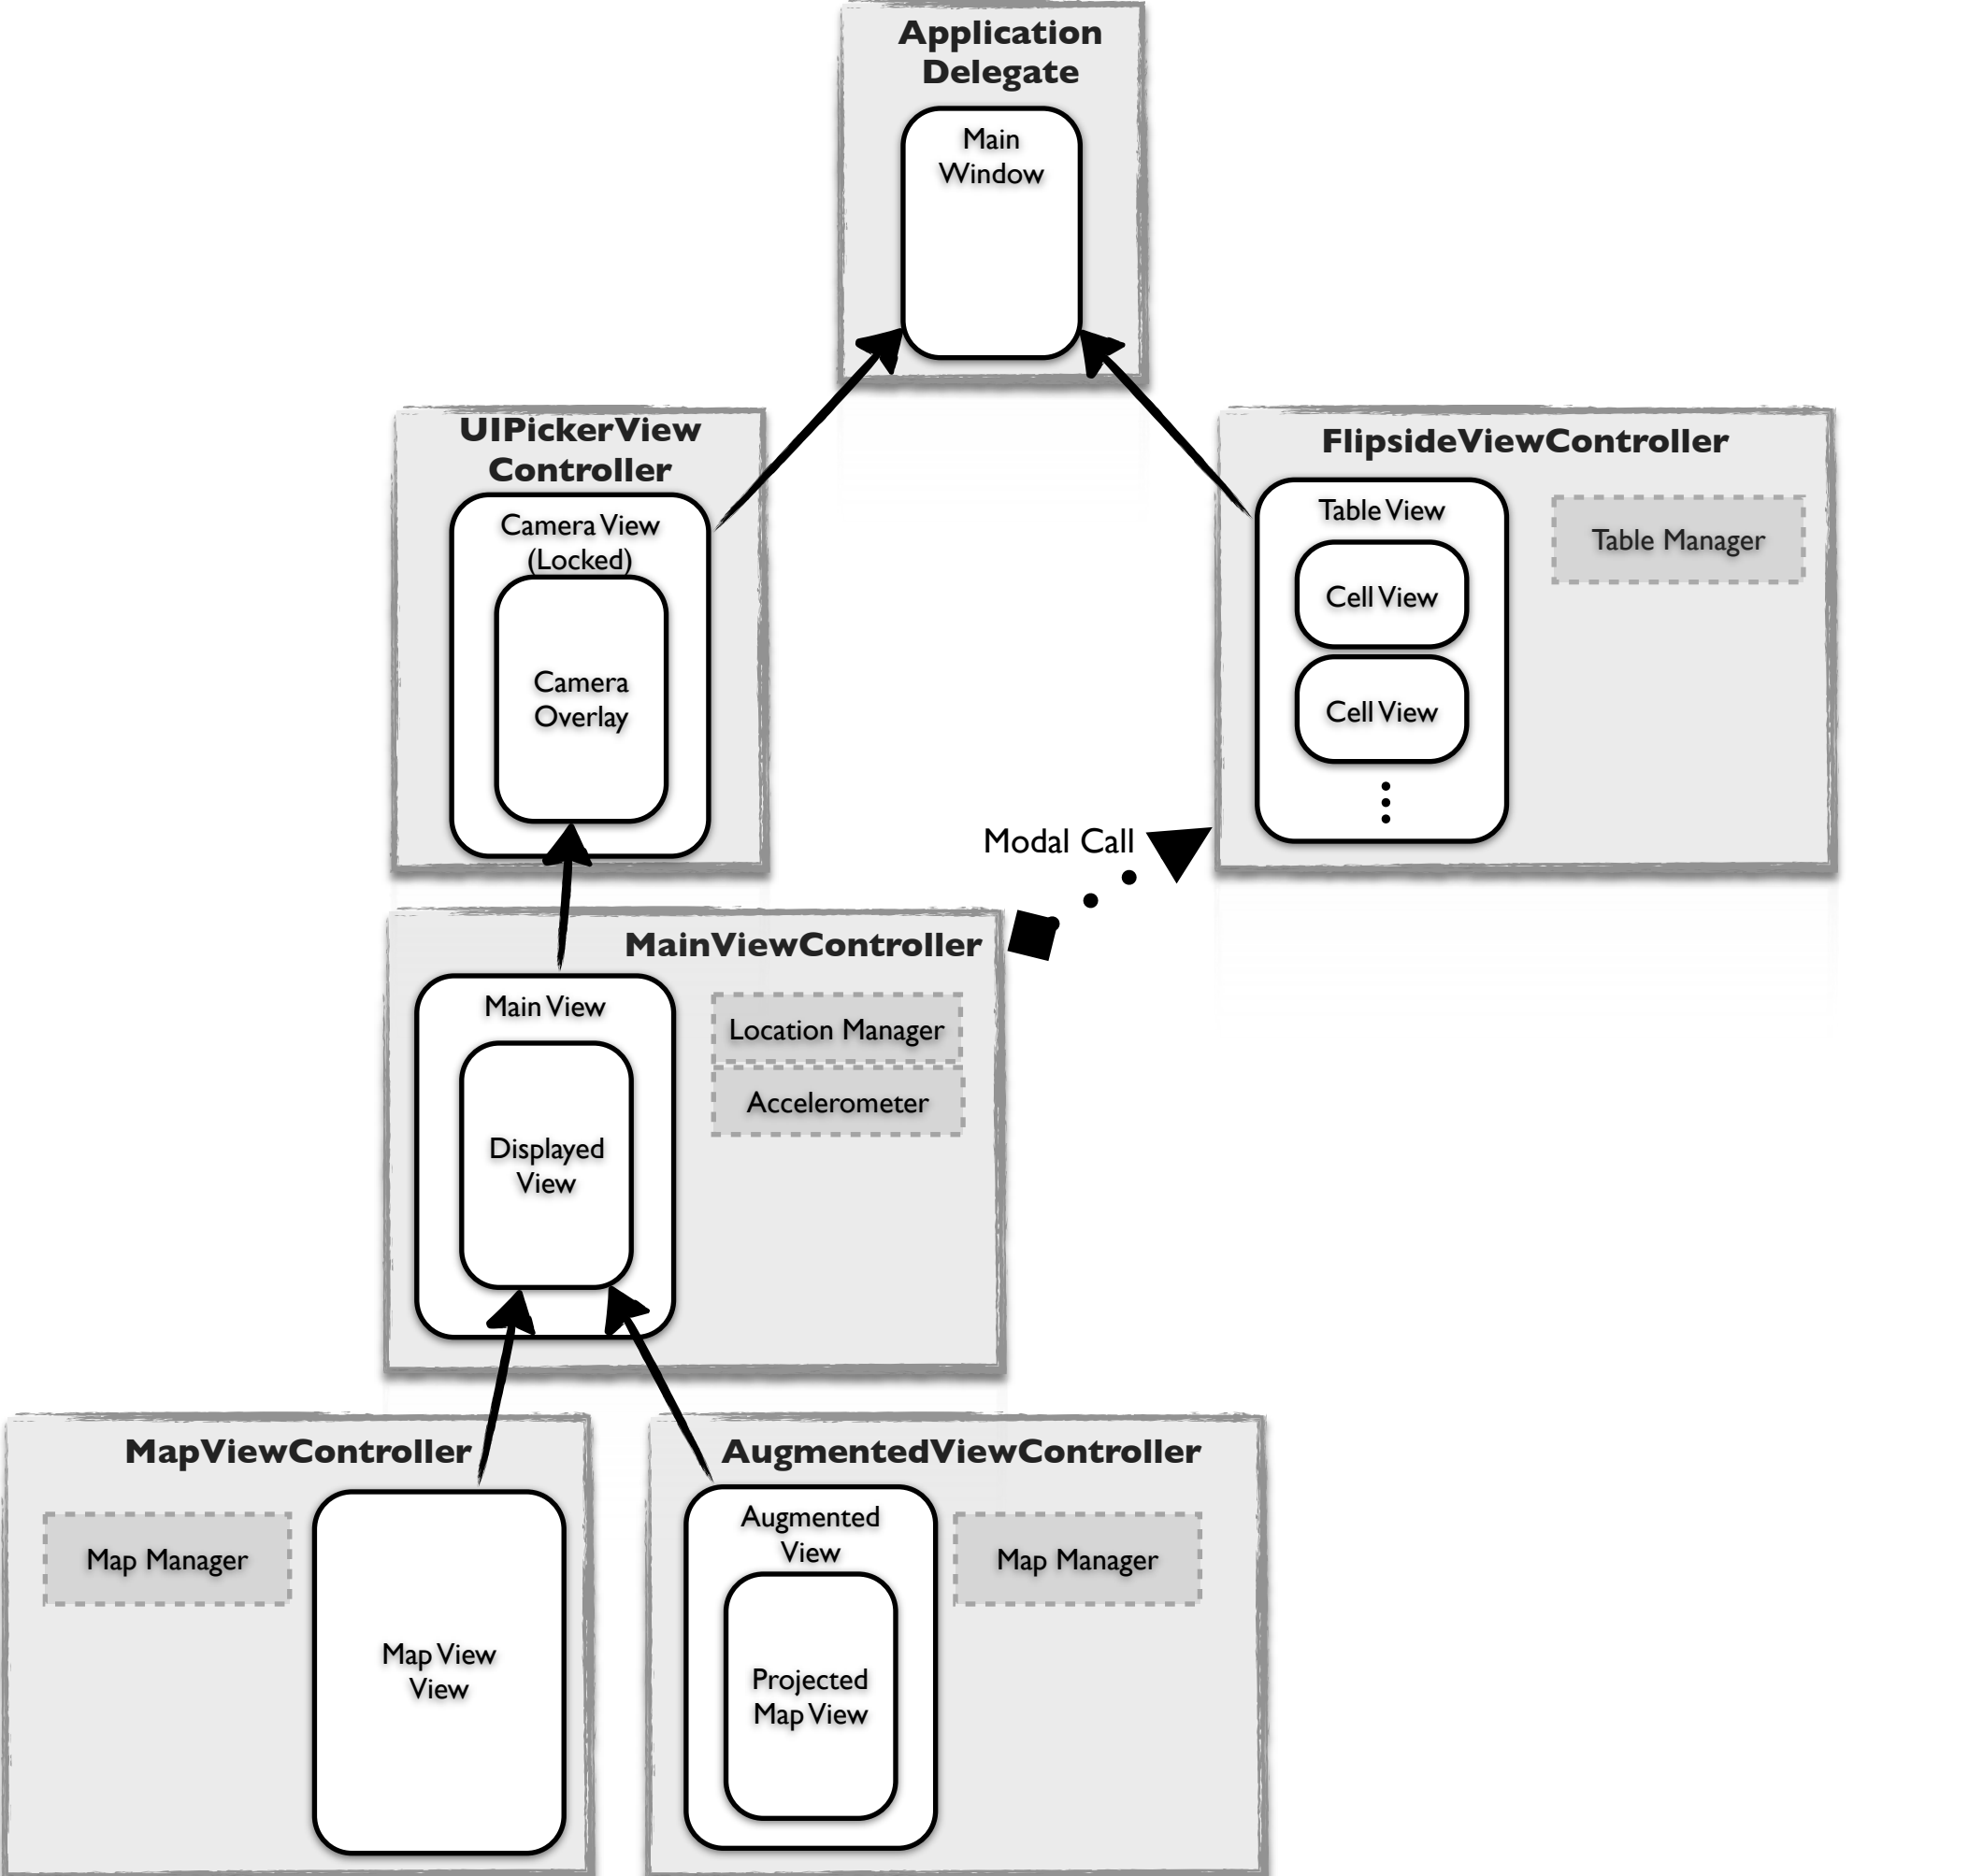 Application
Delegate
Main
Window
UIPickerView
Controller
Camera View
(Locked)
Camera
Overlay
FlipsideViewController
Table View
Table Manager
Cell View
Cell View
Modal Call
MainViewController
Main View
Location Manager
Accelerometer
Displayed
View
MapViewController
Map Manager
Map View
View
AugmentedViewController
Augmented
View
Map Manager
Projected
Map View